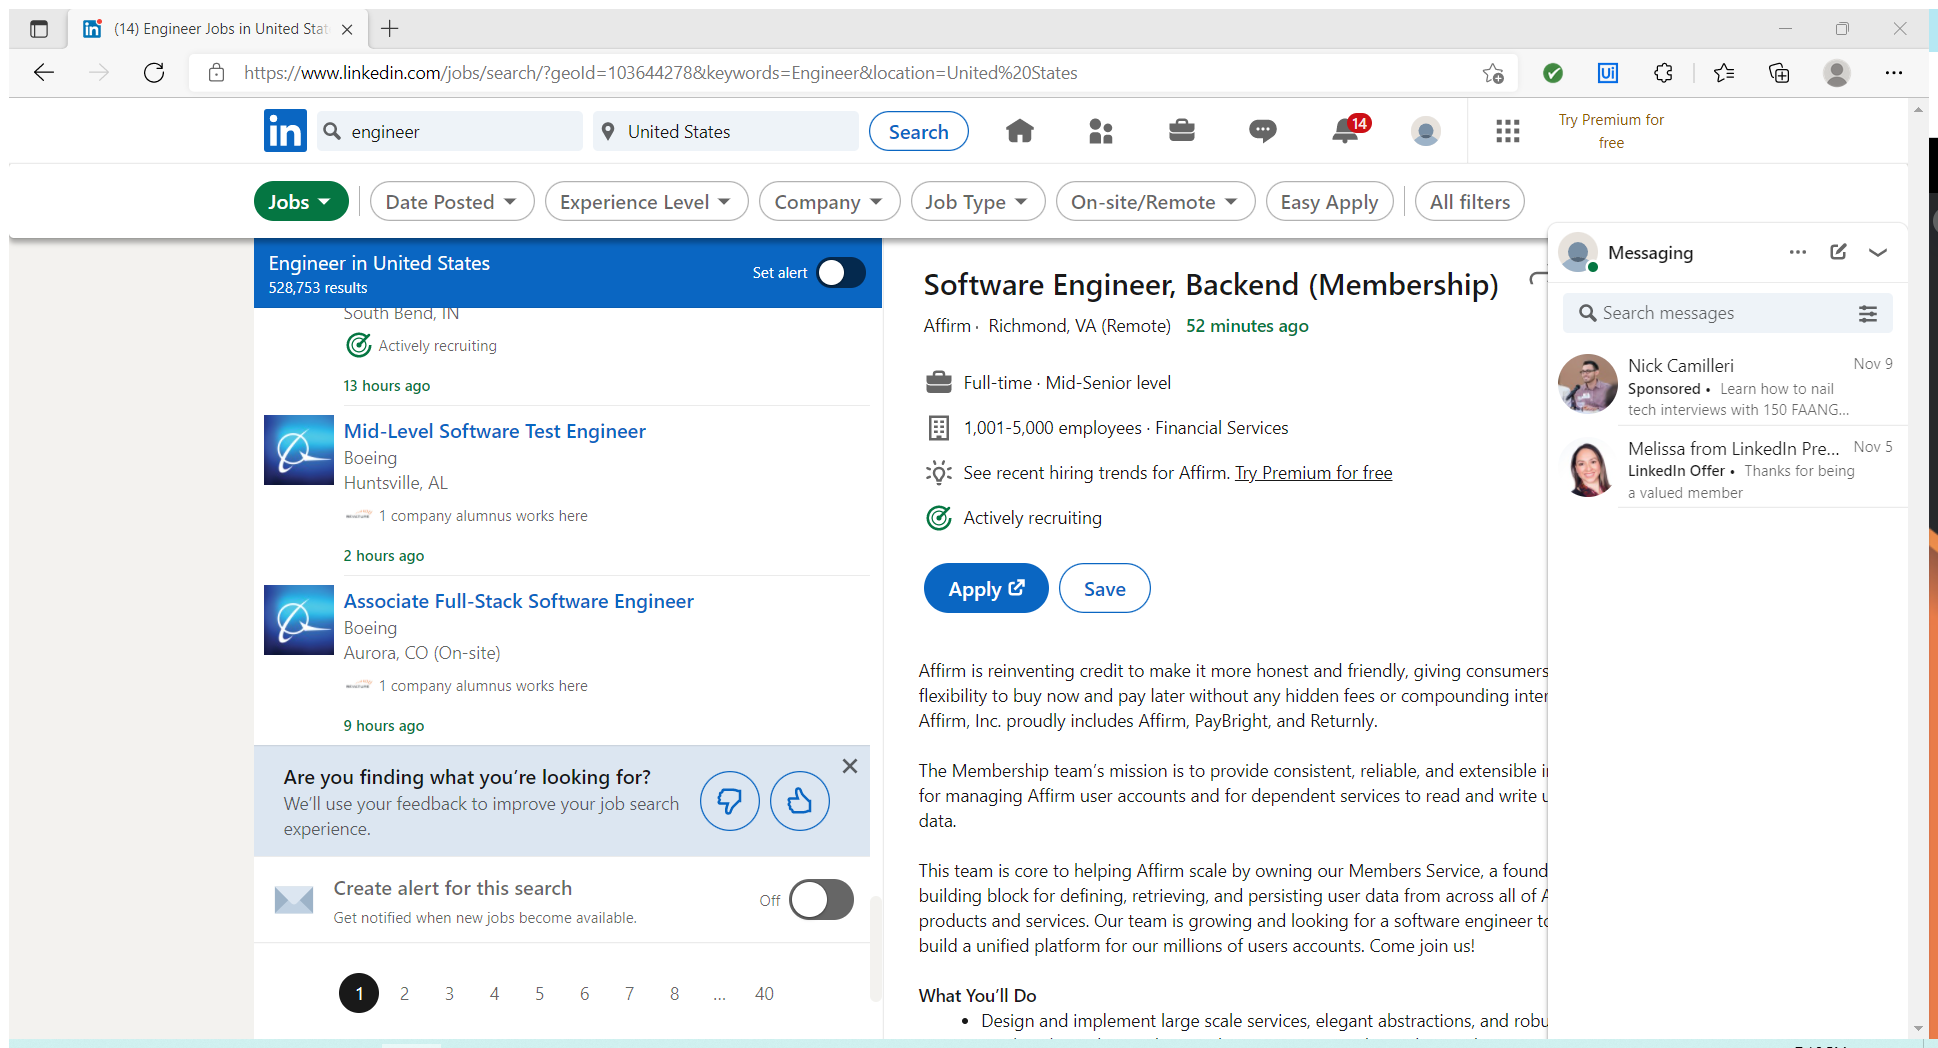 (14) Engineer Jobs in United Stat
https://www.linkedin.com/jobs/search/?geoId=103644278&keywords=Engineer&location=United%20States
Ui
in
engineer
United States
Search
14
Try Premium for
free
Jobs
Date Posted
Experience Level
Company
Job Type
On-site/Remote
Easy Apply
All filters
Engineer in United States
528,753 results
Set alert
South Bend, IN
Actively recruiting
13 hours ago
Mid-Level Software Test Engineer
Boeing
Huntsville, AL
1 company alumnus works here
2 hours ago
Associate Full-Stack Software Engineer
Boeing
Aurora, CO (On-site)
1 company alumnus works here
9 hours ago
Are you finding what you’re looking for?
We’ll use your feedback to improve your job search
experience.
Create alert for this search
Get notified when new jobs become available.
Off
1 2 3 4 5 6 7 8 … 40
Software Engineer, Backend (Membership)
Affirm · Richmond, VA (Remote) 52 minutes ago
Full-time · Mid-Senior level
1,001-5,000 employees · Financial Services
See recent hiring trends for Affirm. Try Premium for free
Actively recruiting
Apply
Save
Affirm is reinventing credit to make it more honest and friendly, giving consumers
flexibility to buy now and pay later without any hidden fees or compounding inter
Affirm, Inc. proudly includes Affirm, PayBright, and Returnly.
The Membership team’s mission is to provide consistent, reliable, and extensible i
for managing Affirm user accounts and for dependent services to read and write u
data.
This team is core to helping Affirm scale by owning our Members Service, a found
building block for defining, retrieving, and persisting user data from across all of A
products and services. Our team is growing and looking for a software engineer to
build a unified platform for our millions of users accounts. Come join us!
What You’ll Do
• Design and implement large scale services, elegant abstractions, and robu
Messaging
Search messages
Nick Camilleri
Nov 9
Sponsored • Learn how to nail
tech interviews with 150 FAANG…
Melissa from LinkedIn Pre…
Nov 5
LinkedIn Offer • Thanks for being
a valued member